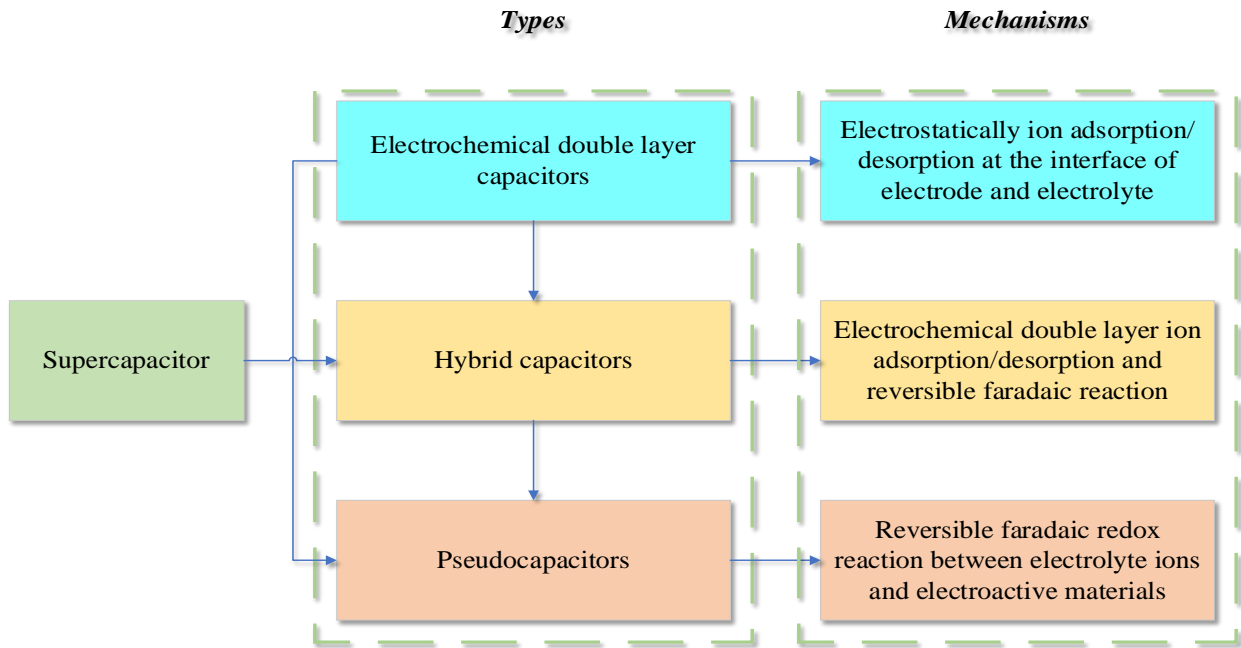 Types
Mechanisms
Electrochemical double layer
capacitors
Electrostatically ion adsorption/
desorption at the interface of
electrode and electrolyte
Supercapacitor
Hybrid capacitors
Electrochemical double layer ion
adsorption/desorption and
reversible faradaic reaction
Pseudocapacitors
Reversible faradaic redox
reaction between electrolyte ions
and electroactive materials